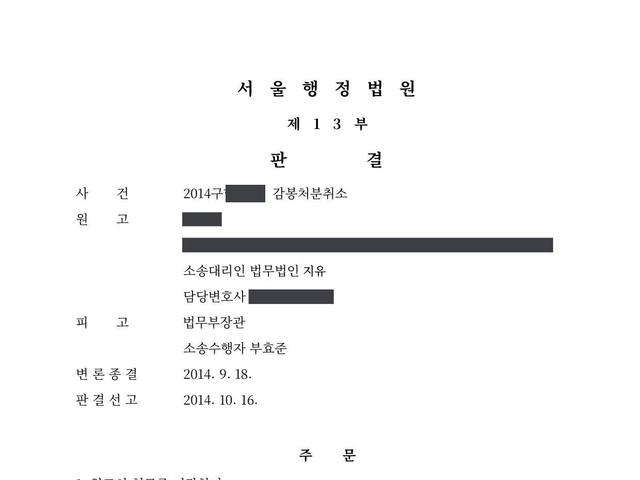 서 울 행 정 법 원
제 1 3 부
판 결
사 건 2014구 감봉처분취소
원 고
소송대리인 법무법인 지유
담당변호사
피 고 법무부장관
소송수행자 부효준
변 론 종 결 2014. 9. 18.
판 결 선 고 2014. 10. 16.
주 문